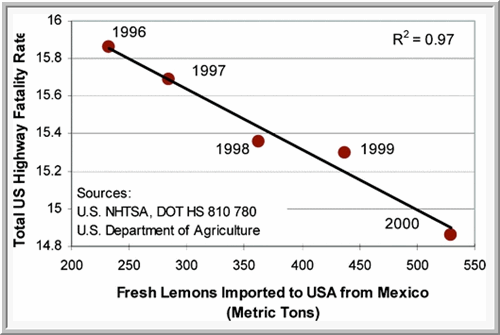 Total US Highway Fatality Rate
16
15.8
15.6
15.4
15.2
15
14.8
1996
R² = 0.97
1997
1998
1999
2000
Sources:
U.S. NHTSA, DOT HS 810 780
U.S. Department of Agriculture
200 250 300 350 400 450 500 550
Fresh Lemons Imported to USA from Mexico
(Metric Tons)